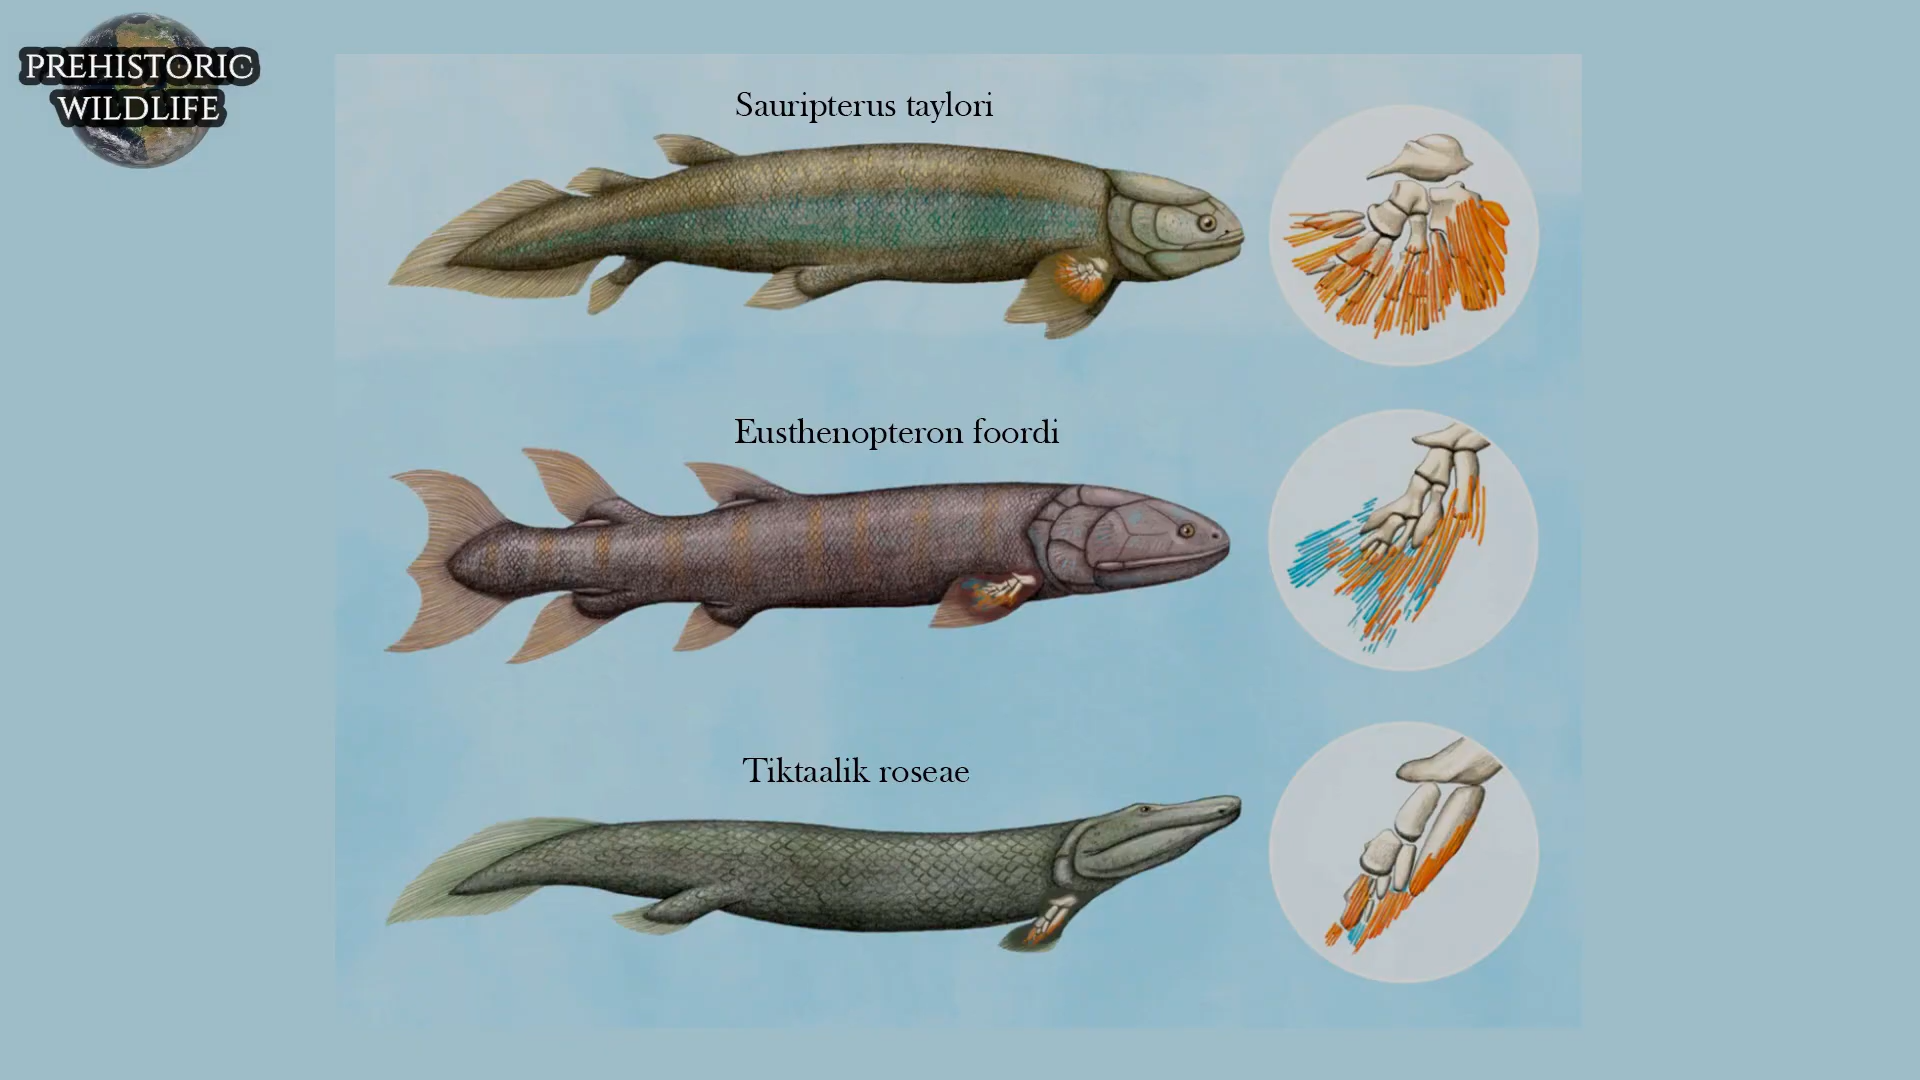 PREHISTORIC
WILDLIFE
Sauripterus taylori
Eusthenopteron foordi
Tiktaalik roseae